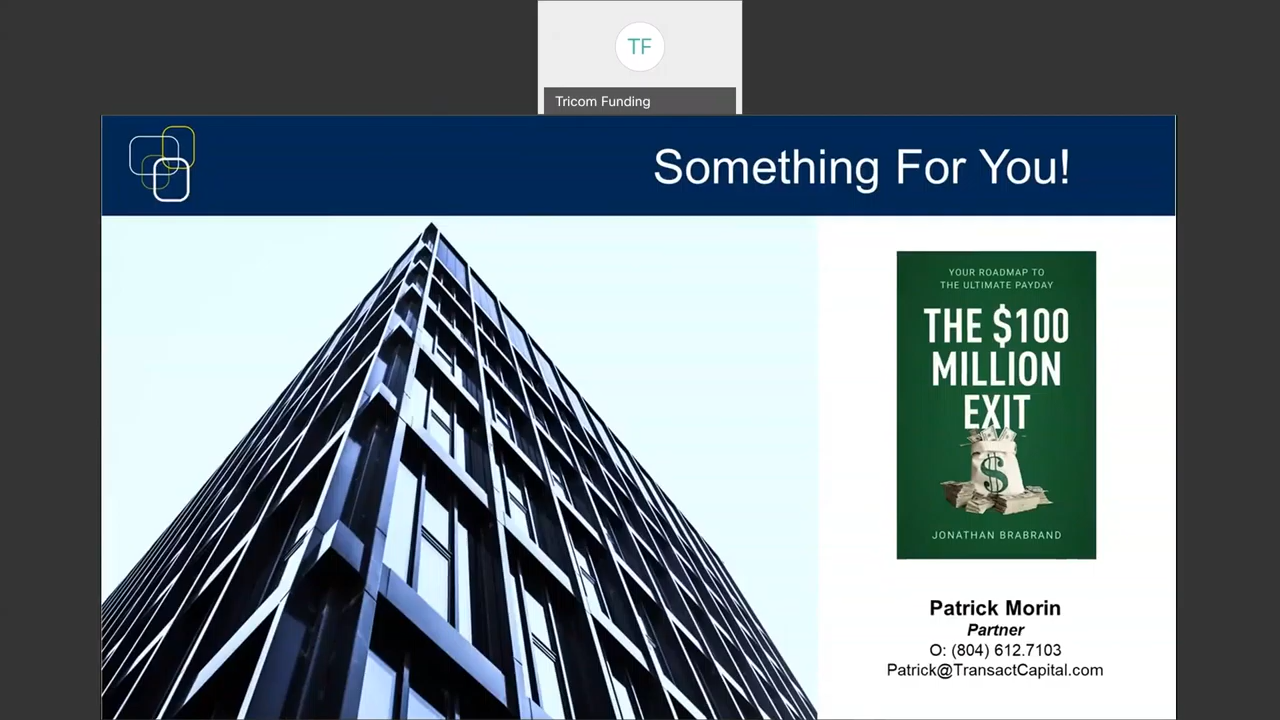 TF
Tricom Funding
Something For You!
YOUR ROADMAP TO
THE ULTIMATE PAYDAY
THE $100
MILLION
EXIT
$
JONATHAN BRABRAND
Patrick Morin
Partner
O: (804) 612.7103
Patrick@TransactCapital.com